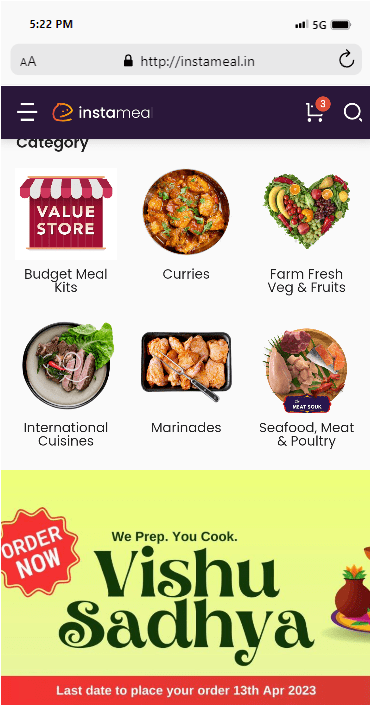 5:22 PM
5G
AA
http://instameal.in
instameal
3
Category
VALUE
STORE
Budget Meal
Kits
Curries
Farm Fresh
Veg & Fruits
MEAT SOUK
International
Cuisines
Marinades
Seafood, Meat
& Poultry
ORDER
NOW
We Prep. You Cook.
Vishu
Sadhya
Last date to place your order 13th Apr 2023